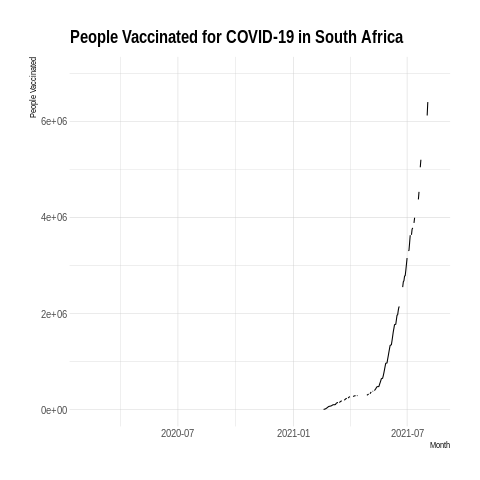 People Vaccinated for COVID-19 in South Africa
People Vaccinated
6e+06
4e+06
2e+06
0e+00
2020-07
2021-01
2021-07
Month